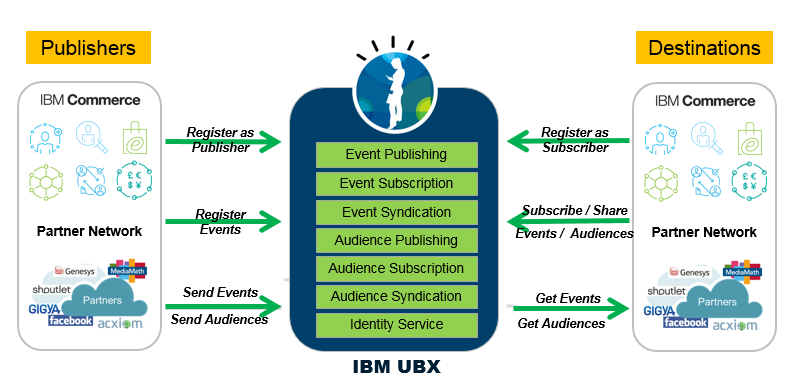 Publishers
IBM Commerce
£ €
$ ¥
Partner Network
Genesys
MediaMath
shoutlet
Partners
GIGYA
facebook
acxiom
Register as
Publisher
Register
Events
Send Events
Send Audiences
Event Publishing
Event Subscription
Event Syndication
Audience Publishing
Audience Subscription
Audience Syndication
Identity Service
IBM UBX
Register as
Subscriber
Subscribe / Share
Events / Audiences
Get Events
Get Audiences
Destinations
IBM Commerce
£ €
$ ¥
Partner Network
Genesys
MediaMath
shoutlet
Partners
GIGYA
facebook
acxiom